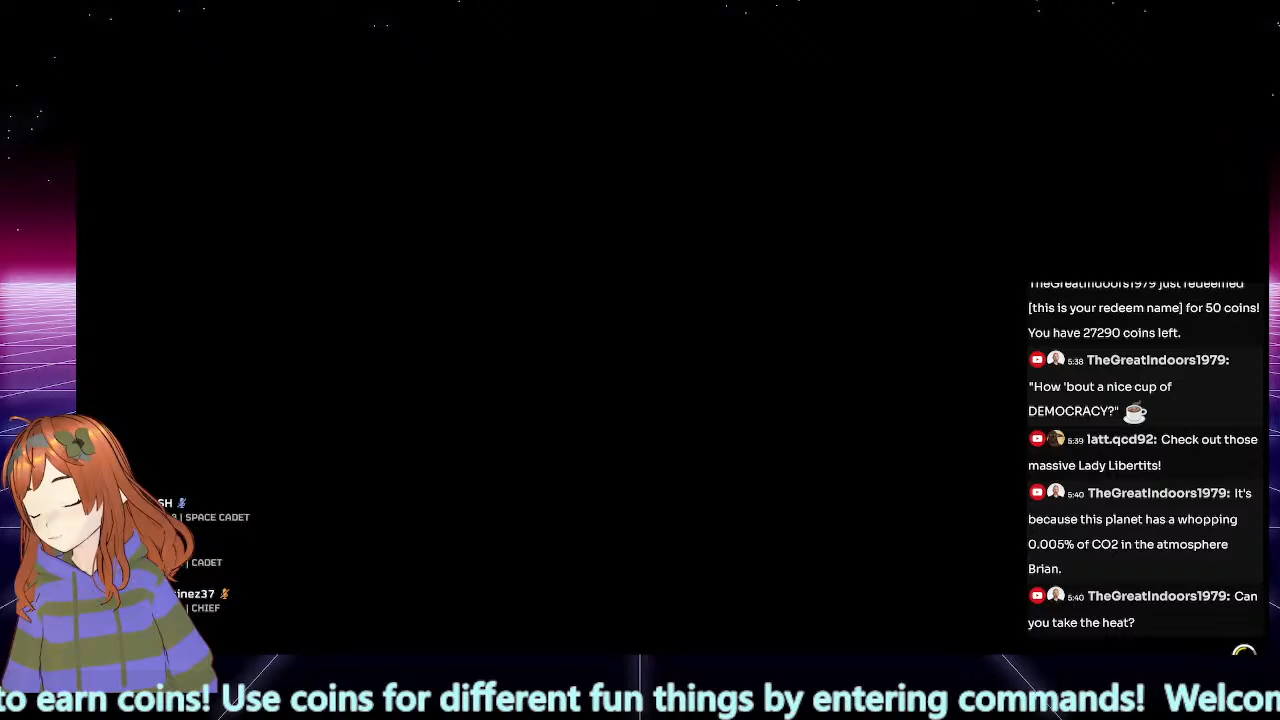 TheGreatIndoors1979 just redeemed
[this is your redeem name] for 50 coins!
You have 27290 coins left.
5:38 TheGreatIndoors1979:
"How 'bout a nice cup of
DEMOCRACY?"
5:39 latt.qcd92: Check out those
massive Lady Libertits!
5:40 TheGreatIndoors1979: It's
because this planet has a whopping
0.005% of CO2 in the atmosphere
Brian.
5:40 TheGreatIndoors1979: Can
you take the heat?
SH
| SPACE CADET
| CADET
inez37
| CHIEF
to earn coins! Use coins for different fun things by entering commands! Welcon